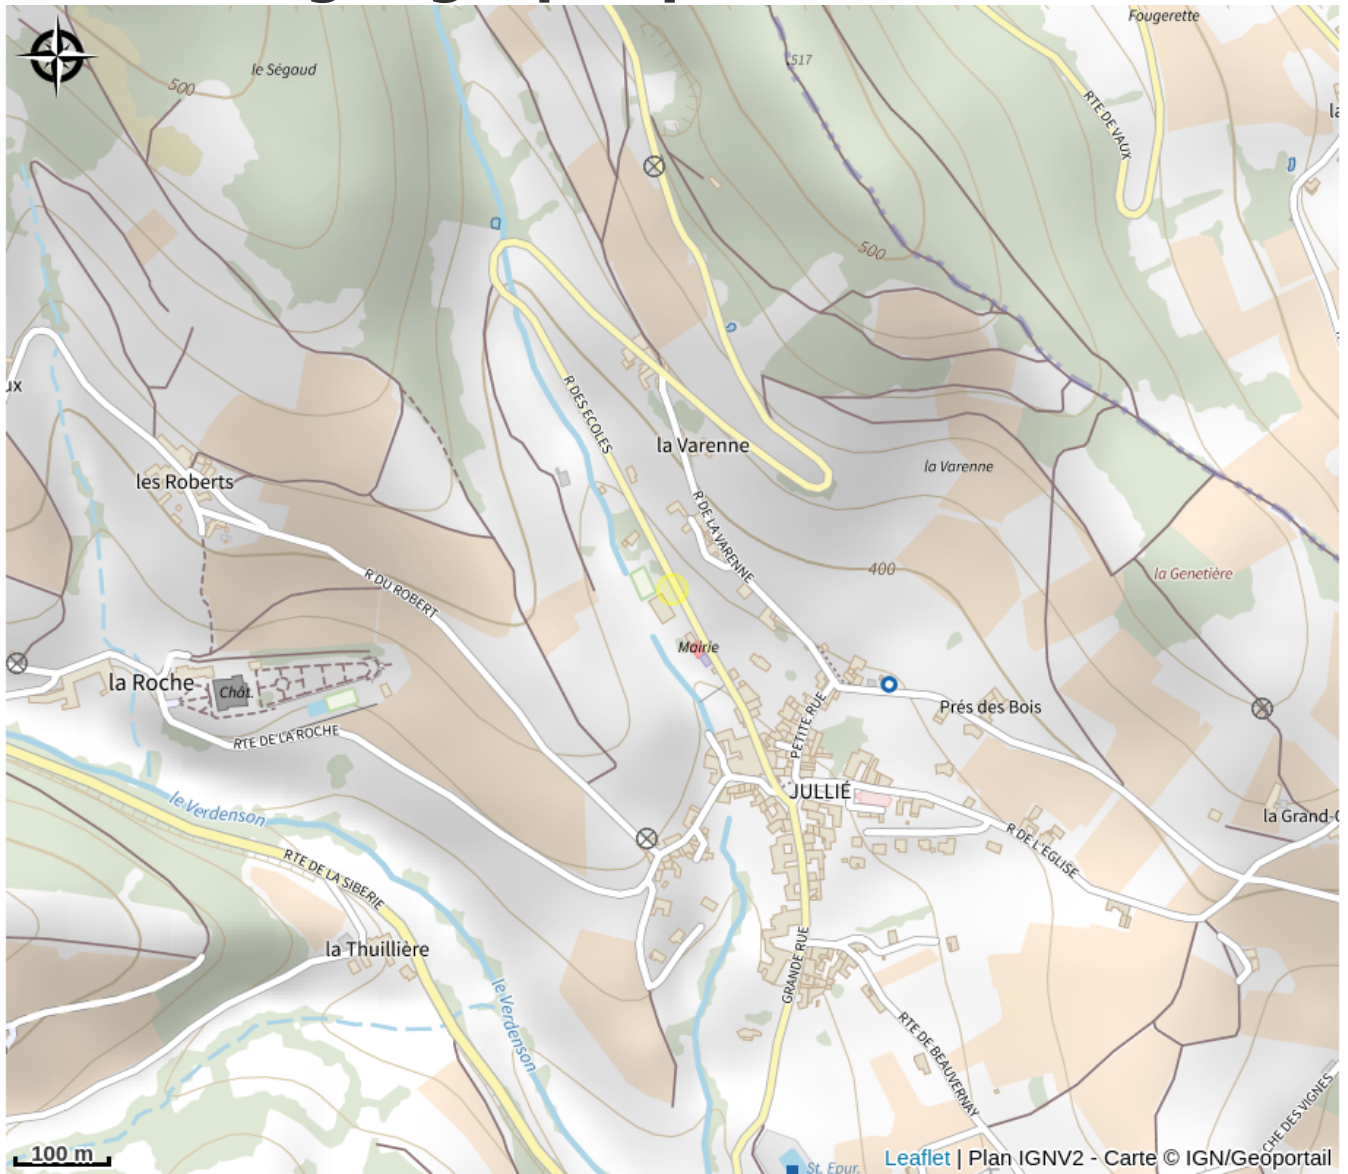 Fougerette
le Ségaud
517
500
RTE DE VAUX
500
R DES ECOLES
la Varenne
la Varenne
les Roberts
R DE LA VARENNE
400
la Genetière
R DU ROBERT
Mairie
la Roche
Chât.
Prés des Bois
PETITE RUE
RTE DE LA ROCHE
JULLIÉ
le Verdenson
la Grand-
R DE L'EGLISE
RTE DE LA SIBERIE
la Thuillière
GRANDE RUE
le Verdenson
RTE DE BEAUVERNAY
CHE DES VIGNES
100 m
St. Epur.
Leaflet | Plan IGNV2 - Carte © IGN/Geoportail